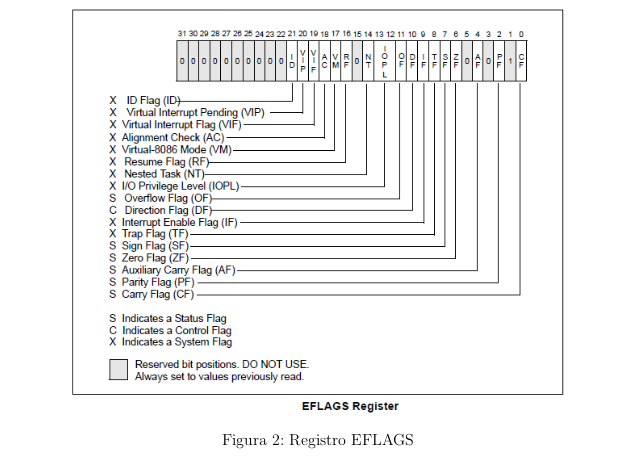 31 30 29 28 27 26 25 24 23 22 21 20 19 18 17 16 15 14 13 12 11 10 9 8 7 6 5 4 3 2 1 0
0 0 0 0 0 0 0 0 0 0 ID VIP VIF AC VM RF 0 NT IOPL OF DF IF TF SF ZF 0 AF 0 PF 1 CF
X ID Flag (ID)
X Virtual Interrupt Pending (VIP)
X Virtual Interrupt Flag (VIF)
X Alignment Check (AC)
X Virtual-8086 Mode (VM)
X Resume Flag (RF)
X Nested Task (NT)
X I/O Privilege Level (IOPL)
S Overflow Flag (OF)
C Direction Flag (DF)
X Interrupt Enable Flag (IF)
X Trap Flag (TF)
S Sign Flag (SF)
S Zero Flag (ZF)
S Auxiliary Carry Flag (AF)
S Parity Flag (PF)
S Carry Flag (CF)
S Indicates a Status Flag
C Indicates a Control Flag
X Indicates a System Flag
Reserved bit positions. DO NOT USE.
Always set to values previously read.
EFLAGS Register
Figura 2: Registro EFLAGS